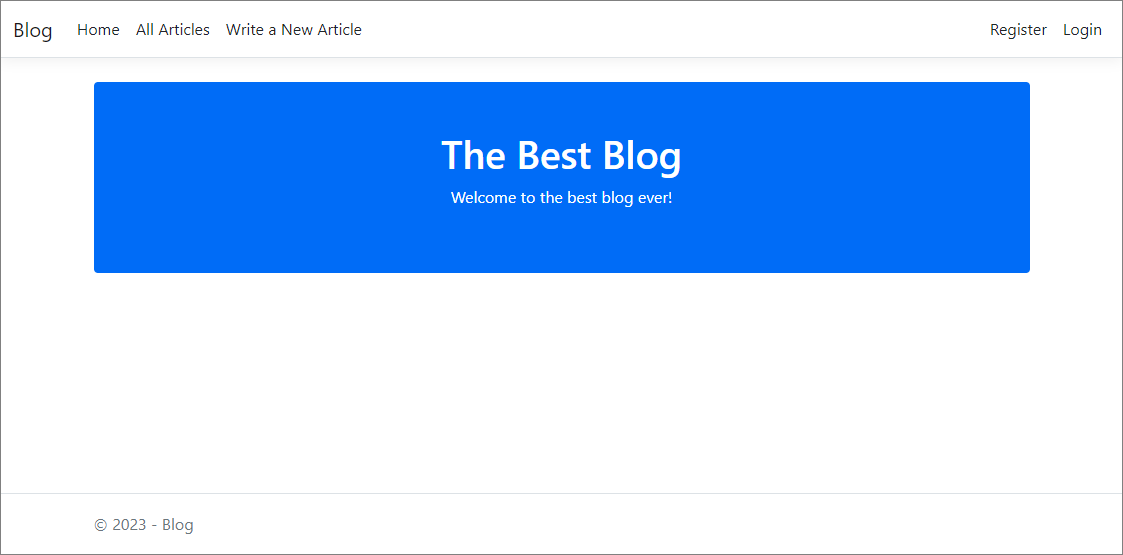 Blog Home All Articles Write a New Article Register Login
The Best Blog
Welcome to the best blog ever!
© 2023 - Blog